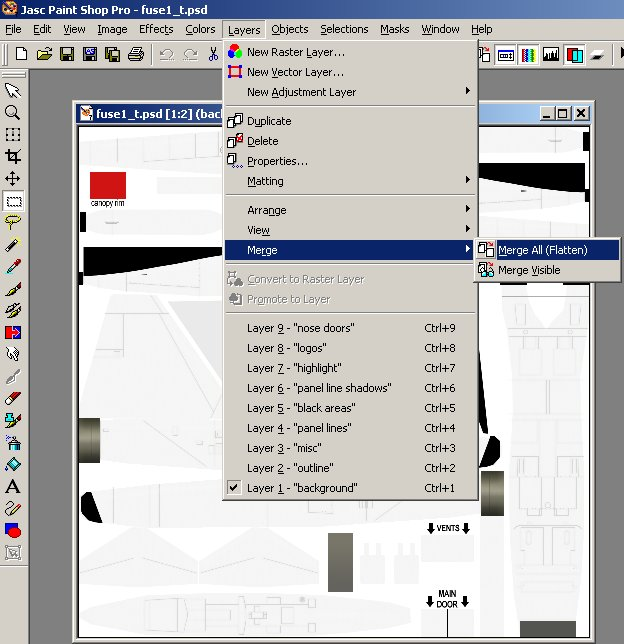 Jasc Paint Shop Pro - fuse1_t.psd
File Edit View Image Effects Colors Layers Objects Selections Masks Window Help
New Raster Layer...
New Vector Layer...
New Adjustment Layer
fuse1_t.psd [1:2] (bac
Duplicate
Delete
Properties...
Matting
canopy rim
Arrange
View
Merge
Merge All (Flatten)
Merge Visible
Convert to Raster Layer
Promote to Layer
Layer 9 - "nose doors" Ctrl+9
Layer 8 - "logos" Ctrl+8
Layer 7 - "highlight" Ctrl+7
Layer 6 - "panel line shadows" Ctrl+6
Layer 5 - "black areas" Ctrl+5
Layer 4 - "panel lines" Ctrl+4
Layer 3 - "misc" Ctrl+3
Layer 2 - "outline" Ctrl+2
Layer 1 - "background" Ctrl+1
VENTS
MAIN
DOOR